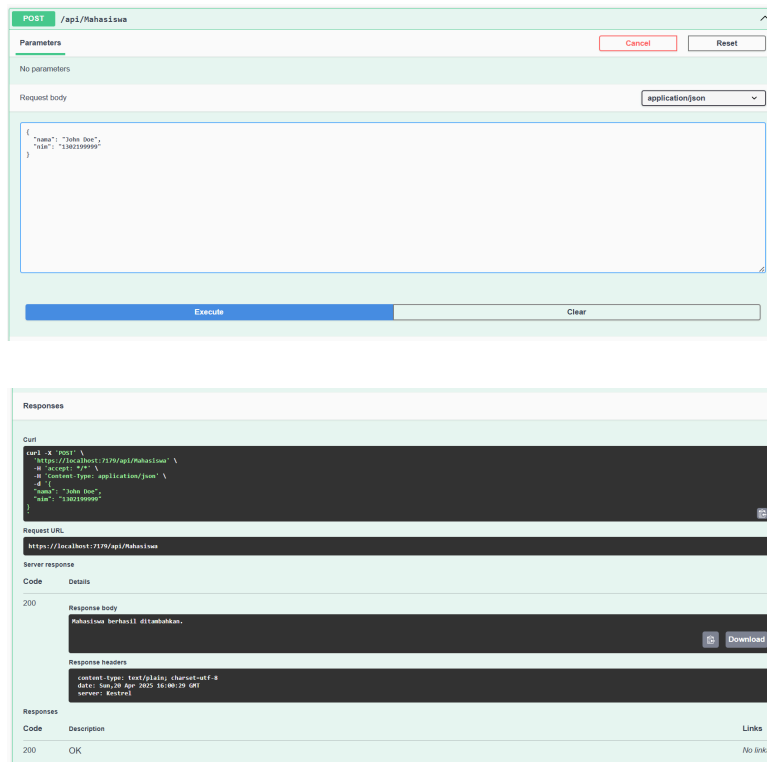 POST /api/Mahasiswa
Parameters
Cancel
Reset
No parameters
Request body
application/json
{
"nama": "John Doe",
"nim": "1302199999"
}
Execute
Clear
Responses
Curl
curl -X 'POST' \
'https://localhost:7179/api/Mahasiswa' \
-H 'accept: */*' \
-H 'Content-Type: application/json' \
-d '{
"nama": "John Doe",
"nim": "1302199999"
}
'
Request URL
https://localhost:7179/api/Mahasiswa
Server response
Code Details
200
Response body
Mahasiswa berhasil ditambahkan.
Download
Response headers
content-type: text/plain; charset=utf-8
date: Sun,20 Apr 2025 16:00:29 GMT
server: Kestrel
Responses
Code Description Links
200 OK No link